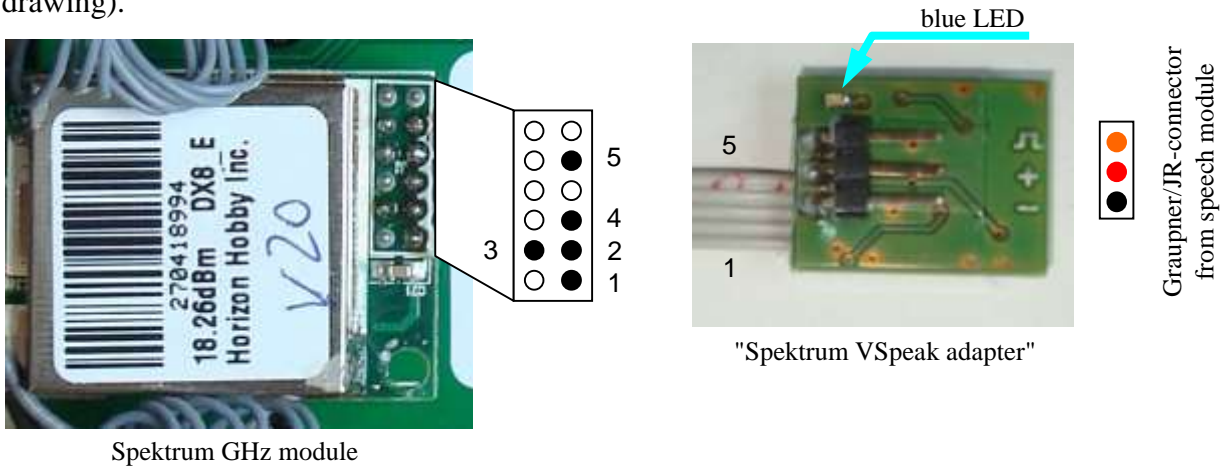 drawing).
blue LED
270418994
18.26dBm DX8 E
Horizon Hobby Inc.
V20
5
4
3
2
1
5
1
+
-
Graupner/JR-connector
from speech module
"Spektrum VSpeak adapter"
Spektrum GHz module